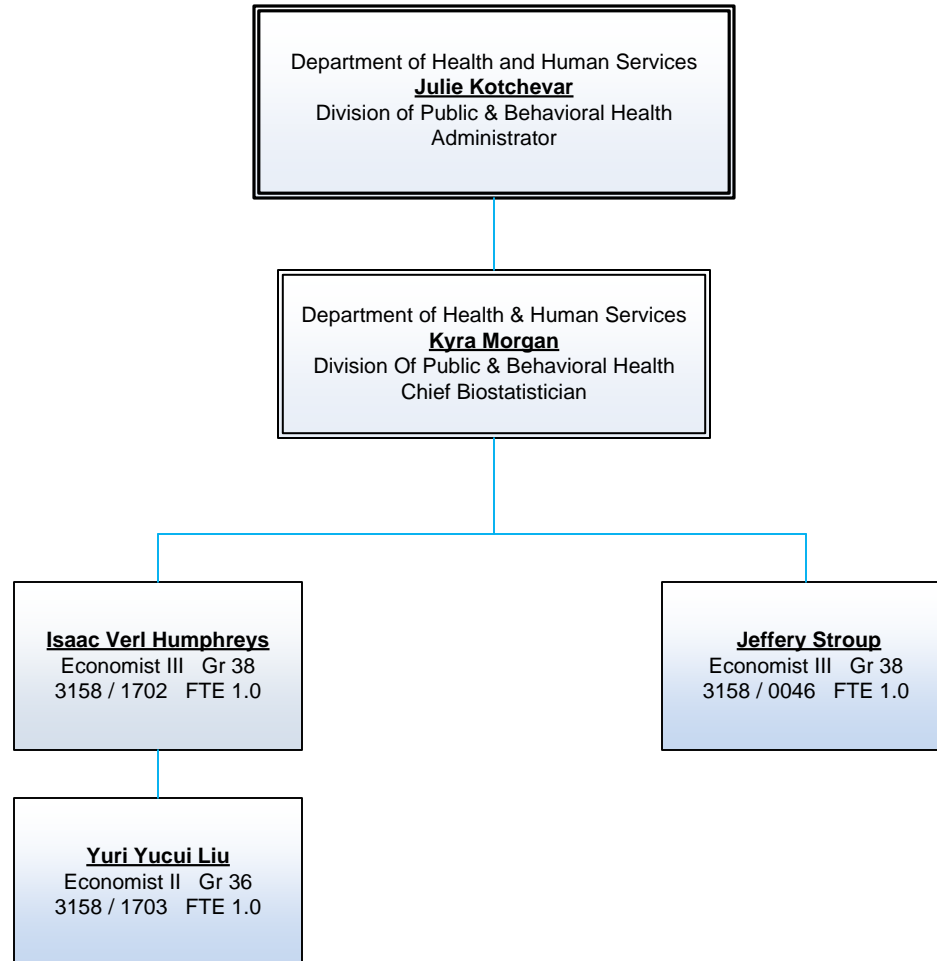 Department of Health and Human Services
Julie Kotchevar
Division of Public & Behavioral Health
Administrator
Department of Health & Human Services
Kyra Morgan
Division Of Public & Behavioral Health
Chief Biostatistician
Isaac Verl Humphreys
Economist III Gr 38
3158 / 1702 FTE 1.0
Jeffery Stroup
Economist III Gr 38
3158 / 0046 FTE 1.0
Yuri Yucui Liu
Economist II Gr 36
3158 / 1703 FTE 1.0